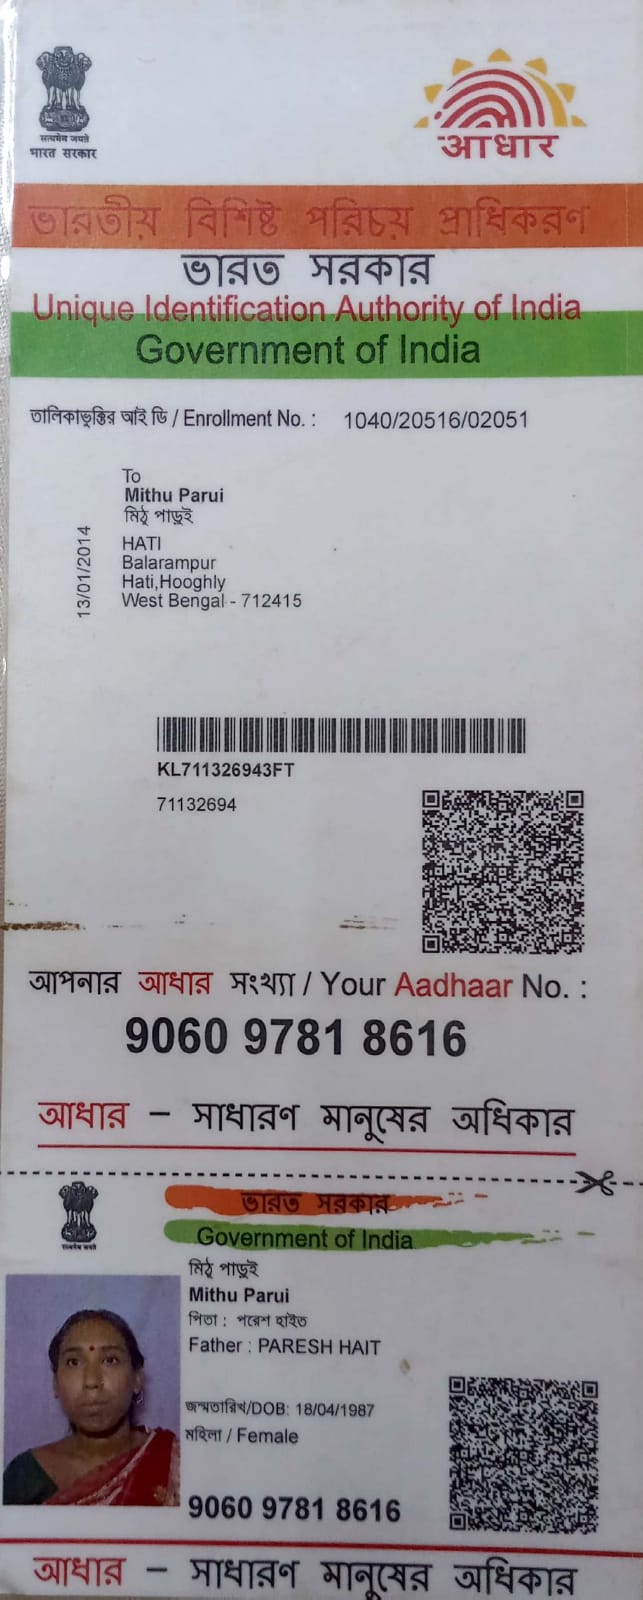 सत्यमेव जयते
भारत सरकार
आधार
ভারতীয় বিশিষ্ট পরিচয় প্রাধিকরণ
ভারত সরকার
Unique Identification Authority of India
Government of India
তালিকাভুক্তির আই ডি / Enrollment No. : 1040/20516/02051
To
Mithu Parui
মিঠু পাড়ুই
HATI
Balarampur
Hati,Hooghly
West Bengal - 712415
13/01/2014
KL711326943FT
71132694
আপনার আধার সংখ্যা / Your Aadhaar No. :
9060 9781 8616
আধার – সাধারণ মানুষের অধিকার
ভারত সরকার
Government of India
सत्यमेव जयते
মিঠু পাড়ুই
Mithu Parui
পিতা : পরেশ হাইত
Father : PARESH HAIT
জন্মতারিখ/DOB: 18/04/1987
মহিলা / Female
9060 9781 8616
আধার – সাধারণ মানুষের অধিকার